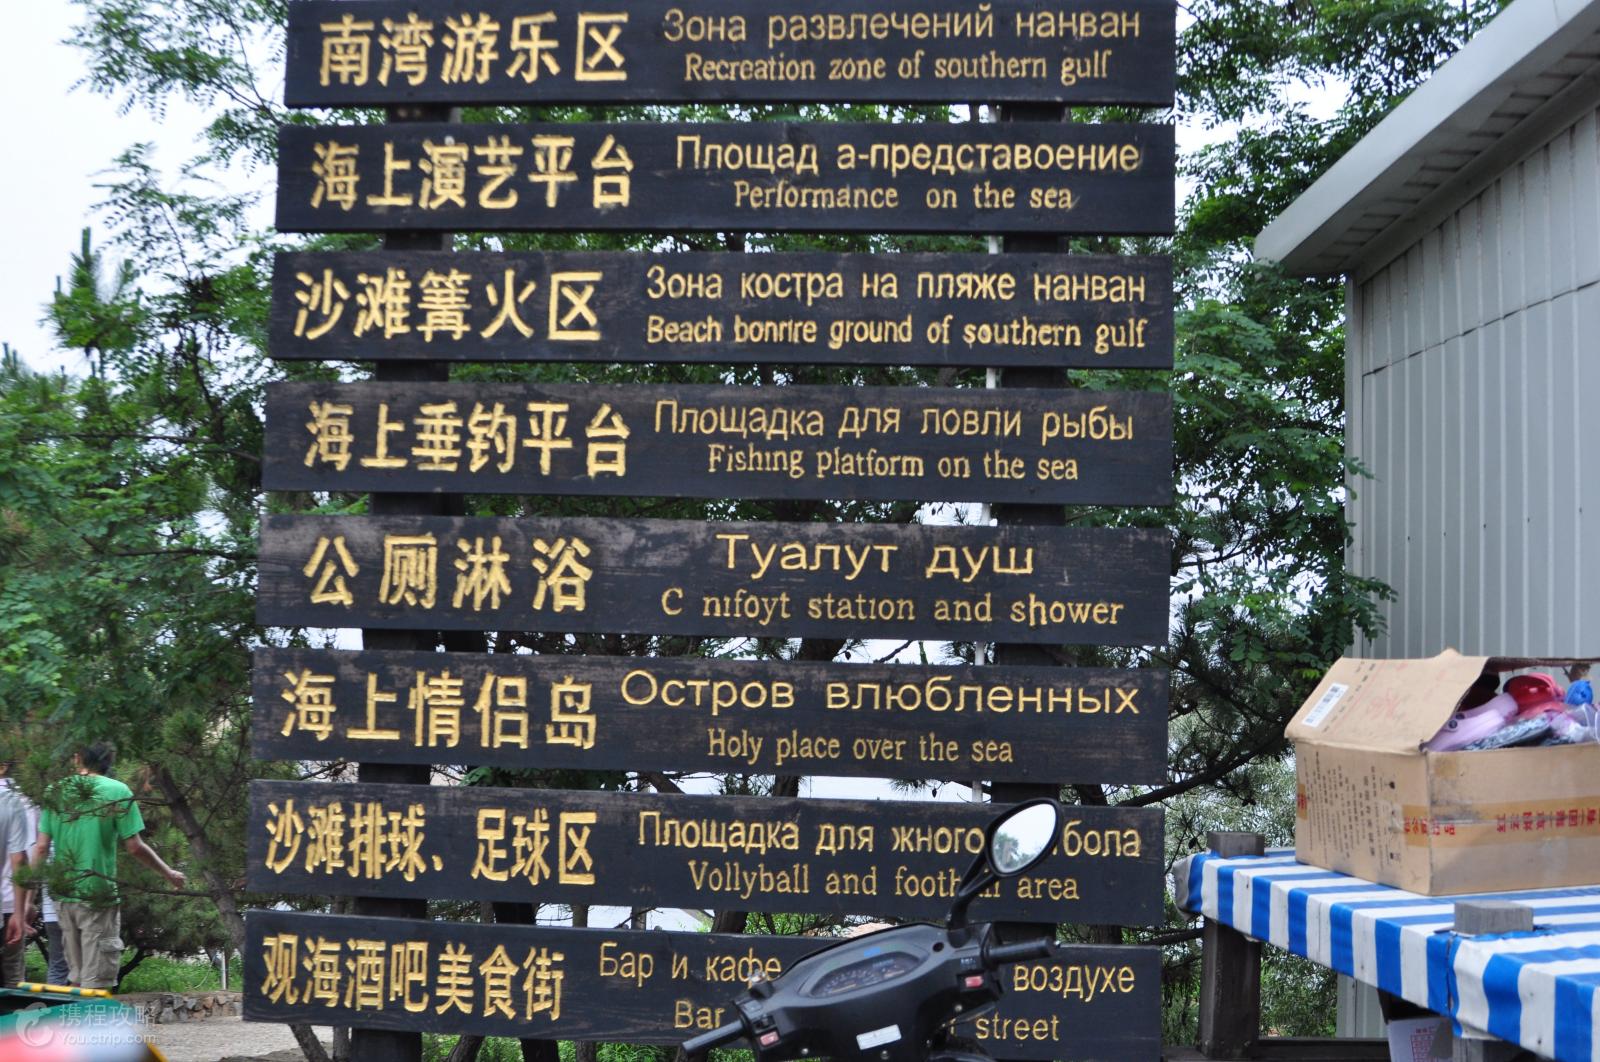 南湾游乐区
Зона развлечений нанван
Recreation zone of southern gulf
海上演艺平台
Площад а-представоение
Performance on the sea
沙滩篝火区
Зона костра на пляже нанван
Beach bonrire ground of southern gulf
海上垂钓平台
Площадка для ловли рыбы
Fishing platform on the sea
公厕淋浴
Туалут душ
C nifoyt station and shower
海上情侣岛
Остров влюбленных
Holy place over the sea
沙滩排球、足球区
Площадка для жного бола
Vollyball and area
观海酒吧美食街
Бар и кафе воздухе
Bar street
携程攻略
You.ctrip.com